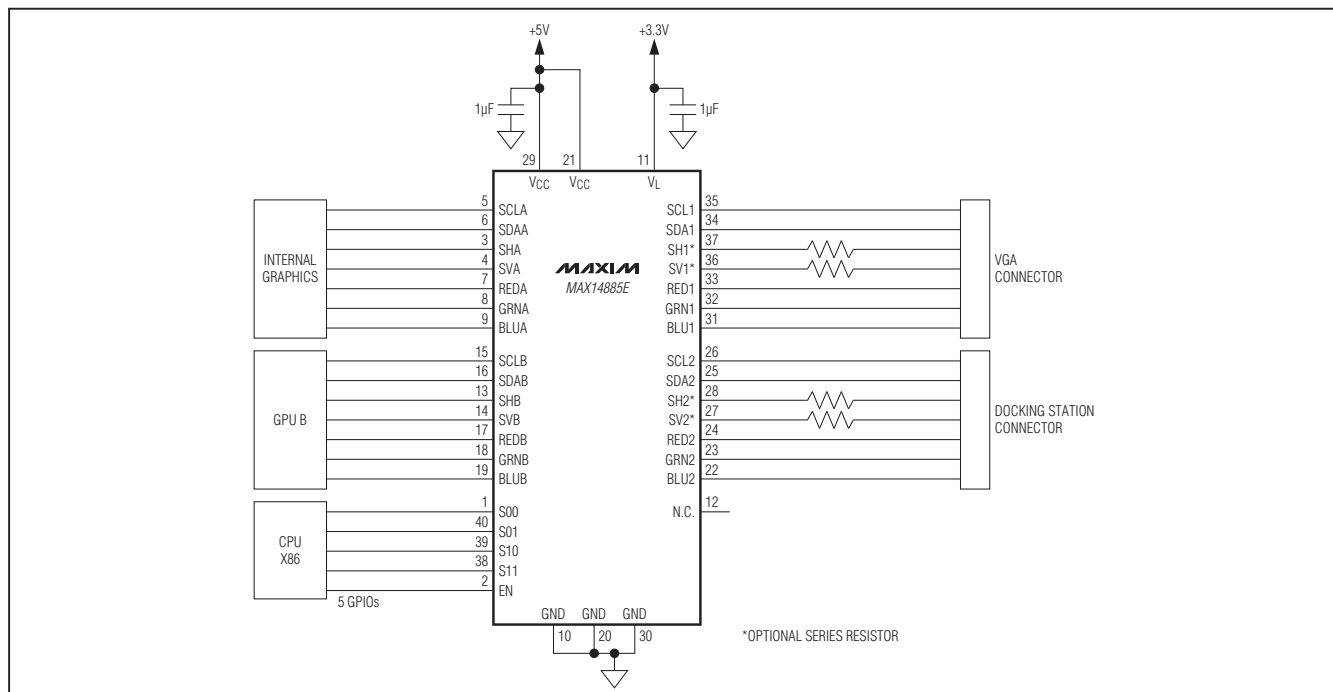 +5V
+3.3V
1µF
1µF
29
21
11
VCC
VCC
VL
INTERNAL
GRAPHICS
5 SCLA
6 SDAA
3 SHA
4 SVA
7 REDA
8 GRNA
9 BLUA
MAXIM
MAX14885E
SCL1 35
SDA1 34
SH1* 37
SV1* 36
RED1 33
GRN1 32
BLU1 31
VGA
CONNECTOR
GPU B
15 SCLB
16 SDAB
13 SHB
14 SVB
17 REDB
18 GRNB
19 BLUB
SCL2 26
SDA2 25
SH2* 28
SV2* 27
RED2 24
GRN2 23
BLU2 22
DOCKING STATION
CONNECTOR
CPU
X86
1 S00
40 S01
39 S10
38 S11
2 EN
5 GPIOs
N.C. 12
GND GND GND
10 20 30
*OPTIONAL SERIES RESISTOR